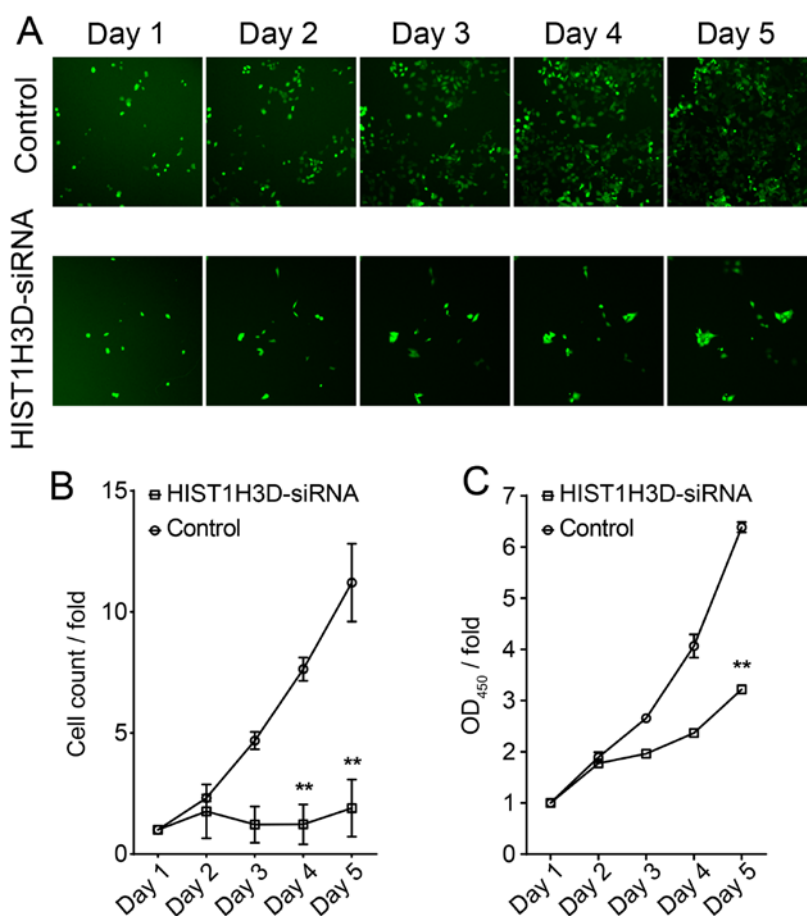 A
Day 1 Day 2 Day 3 Day 4 Day 5
Control
HIST1H3D-siRNA
B
HIST1H3D-siRNA
Control
Cell count / fold
15
10
5
0
**
**
Day 1 Day 2 Day 3 Day 4 Day 5
C
HIST1H3D-siRNA
Control
OD450 / fold
7
6
5
4
3
2
1
0
**
Day 1 Day 2 Day 3 Day 4 Day 5